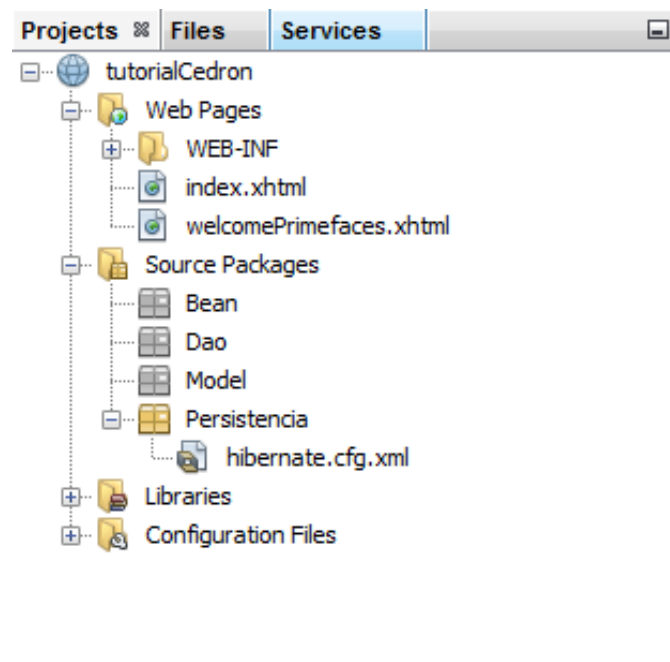 Projects Files Services
tutorialCedron
Web Pages
WEB-INF
index.xhtml
welcomePrimefaces.xhtml
Source Packages
Bean
Dao
Model
Persistencia
hibernate.cfg.xml
Libraries
Configuration Files